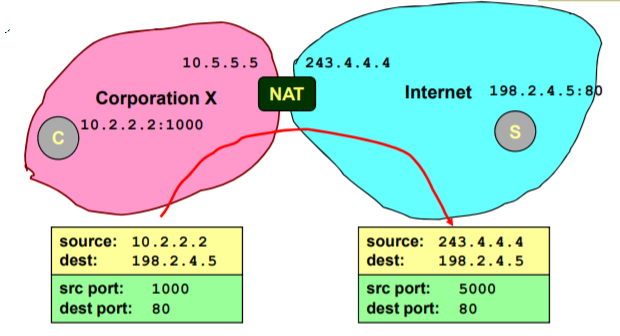 10.5.5.5
243.4.4.4
NAT
Corporation X
Internet 198.2.4.5:80
C
10.2.2.2:1000
S
source: 10.2.2.2
dest: 198.2.4.5
src port: 1000
dest port: 80
source: 243.4.4.4
dest: 198.2.4.5
src port: 5000
dest port: 80